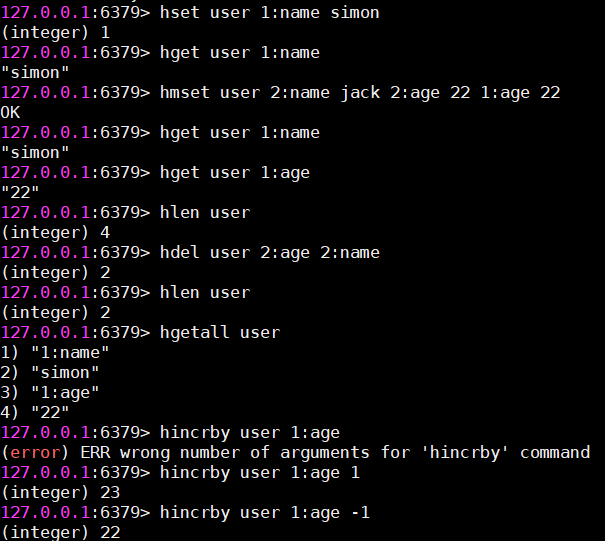 127.0.0.1:6379> hset user 1:name simon
(integer) 1
127.0.0.1:6379> hget user 1:name
"simon"
127.0.0.1:6379> hmset user 2:name jack 2:age 22 1:age 22
OK
127.0.0.1:6379> hget user 1:name
"simon"
127.0.0.1:6379> hget user 1:age
"22"
127.0.0.1:6379> hlen user
(integer) 4
127.0.0.1:6379> hdel user 2:age 2:name
(integer) 2
127.0.0.1:6379> hlen user
(integer) 2
127.0.0.1:6379> hgetall user
1) "1:name"
2) "simon"
3) "1:age"
4) "22"
127.0.0.1:6379> hincrby user 1:age
(error) ERR wrong number of arguments for 'hincrby' command
127.0.0.1:6379> hincrby user 1:age 1
(integer) 23
127.0.0.1:6379> hincrby user 1:age -1
(integer) 22